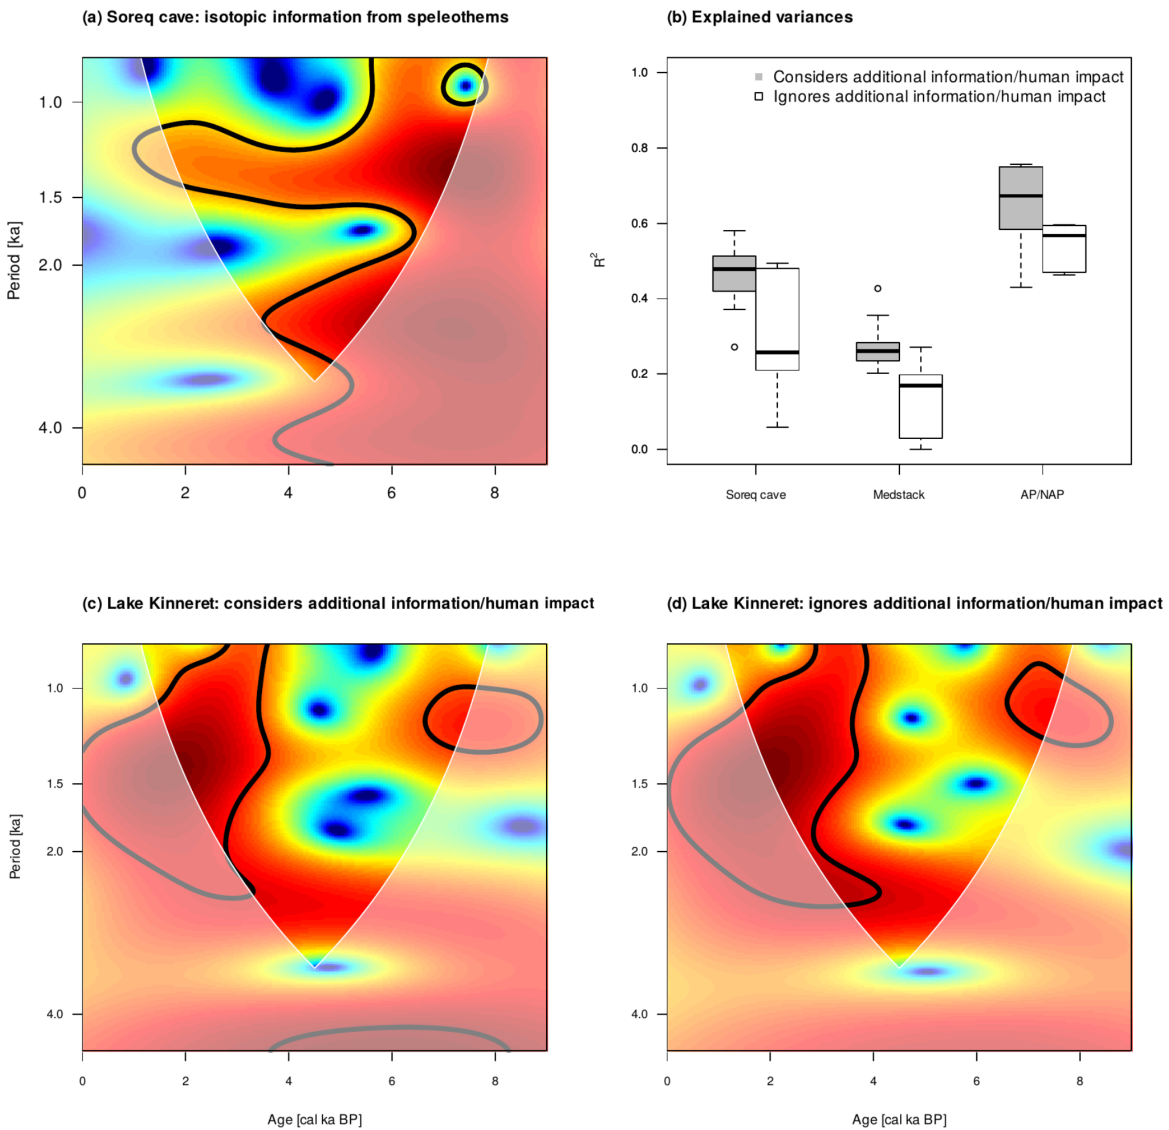 (a) Soreq cave: isotopic information from speleothems
Period [ka]
1.0
1.5
2.0
4.0
0 2 4 6 8
(b) Explained variances
R2
1.0
0.8
0.6
0.4
0.2
0.0
Considers additional information/human impact
Ignores additional information/human impact
Soreq cave Medstack AP/NAP
(c) Lake Kinneret: considers additional information/human impact
Period [ka]
1.0
1.5
2.0
4.0
0 2 4 6 8
Age [cal ka BP]
(d) Lake Kinneret: ignores additional information/human impact
1.0
1.5
2.0
4.0
0 2 4 6 8
Age [cal ka BP]